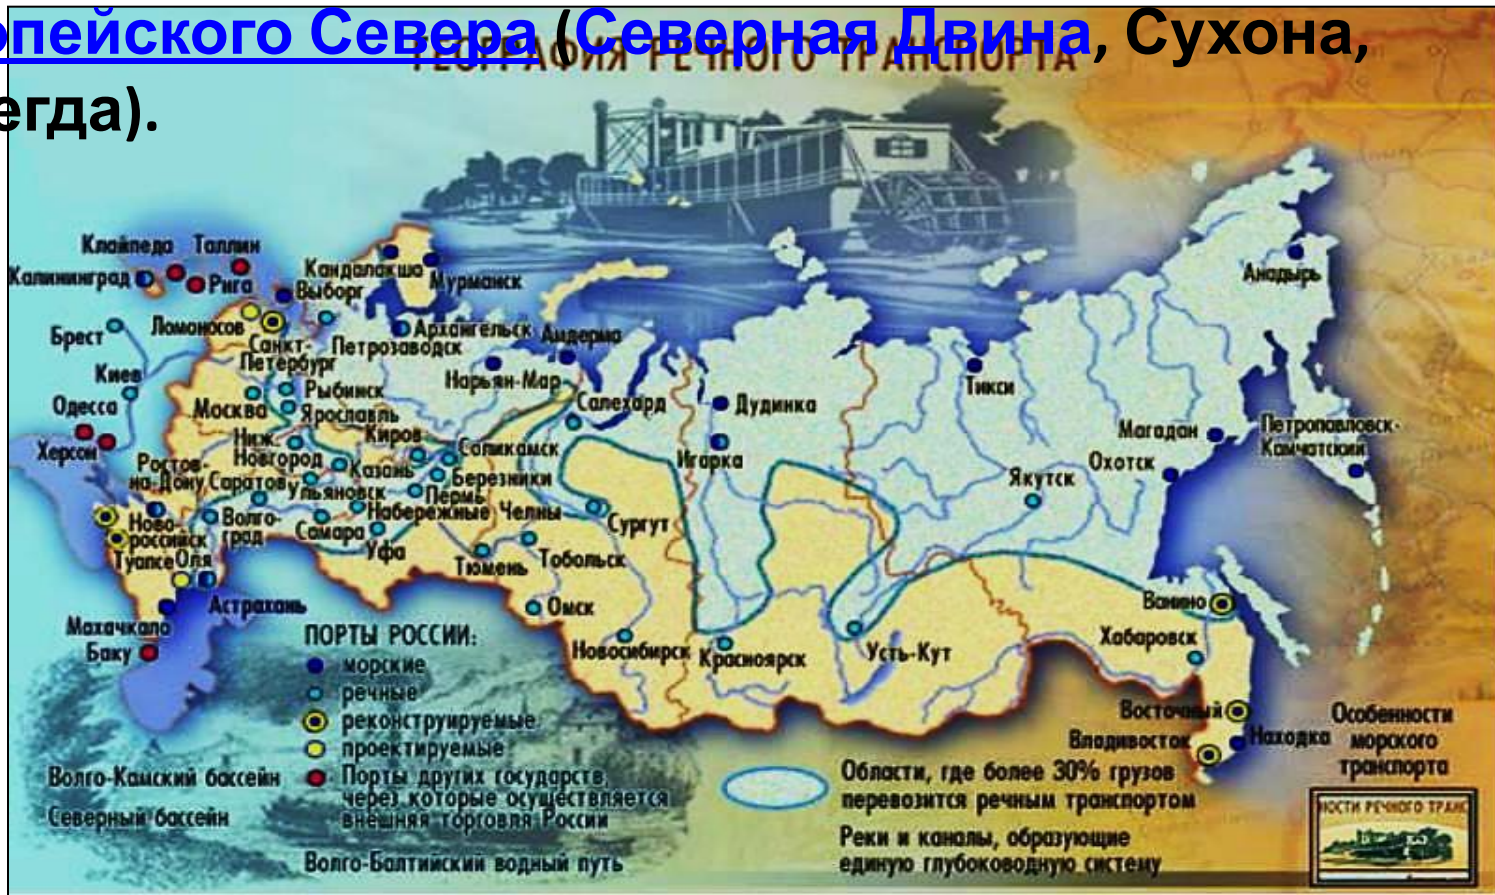 пейского Севера (Северная Двина, Сухона,
егда).
ГЕОГРАФИЯ РЕЧНОГО ТРАНСПОРТА
Клайпеда
Таллин
Калининград
Рига
Кандалакша
Мурманск
Выборг
Анадырь
Брест
Ломоносов
Санкт-
Петербург
Архангельск
Амдерма
Петрозаводск
Киев
Нарьян-Мар
Тикси
Рыбинск
Одесса
Москва
Ярославль
Салехард
Дудинка
Херсон
Ниж.
Новгород
Киров
Соликамск
Игарка
Магадан
Петропавловск-
Камчатский
Ростов-
на-Дону
Саратов
Казань
Березники
Охотск
Якутск
Ульяновск
Пермь
Набережные Челны
Сургут
Ново-
российск
Волго-
град
Самара
Уфа
Туапсе
Оля
Тюмень
Тобольск
Астрахань
Омск
Ванино
Махачкала
Баку
Новосибирск
Красноярск
Усть-Кут
Хабаровск
Восточный
Владивосток
Находка
ПОРТЫ РОССИИ:
морские
речные
реконструируемые
проектируемые
Порты других государств,
через которые осуществляется
внешняя торговля России
Волго-Камский бассейн
Северный бассейн
Волго-Балтийский водный путь
Области, где более 30% грузов
перевозится речным транспортом
Реки и каналы, образующие
единую глубоководную систему
Особенности
морского
транспорта
НОСТИ РЕЧНОГО ТРАНС